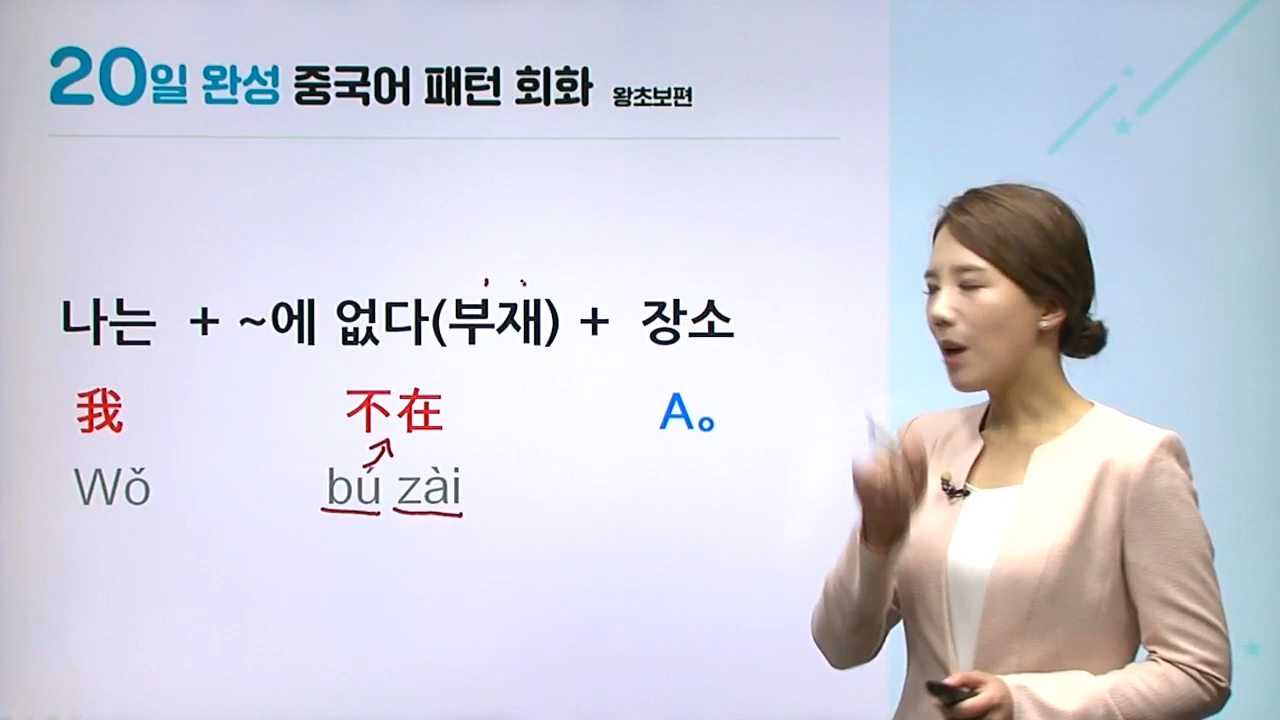 20일 완성 중국어 패턴 회화 왕초보편
나는 + ~에 없다(부재) + 장소
我 不在 A。
Wǒ bú zài